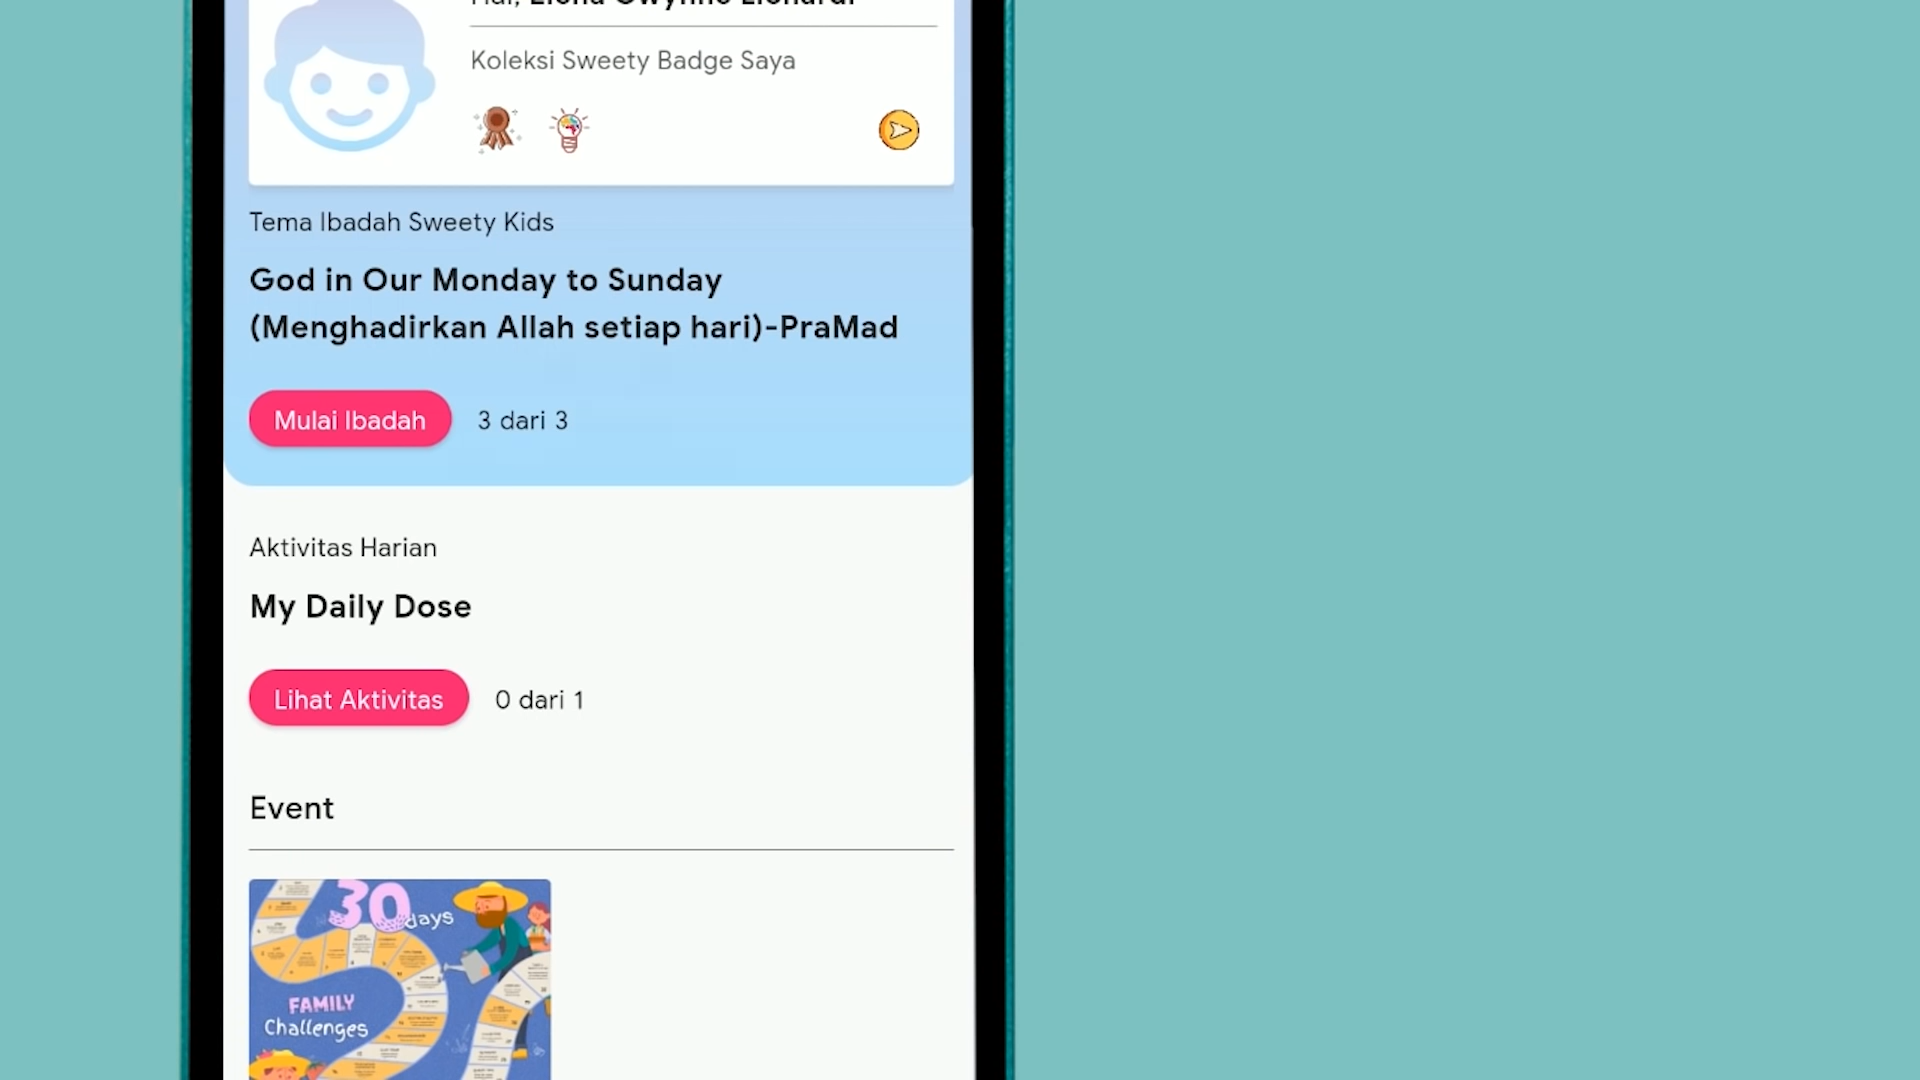 Koleksi Sweety Badge Saya
Tema Ibadah Sweety Kids
God in Our Monday to Sunday
(Menghadirkan Allah setiap hari)-PraMad
Mulai Ibadah 3 dari 3
Aktivitas Harian
My Daily Dose
Lihat Aktivitas 0 dari 1
Event
30
days
FAMILY
Challenges